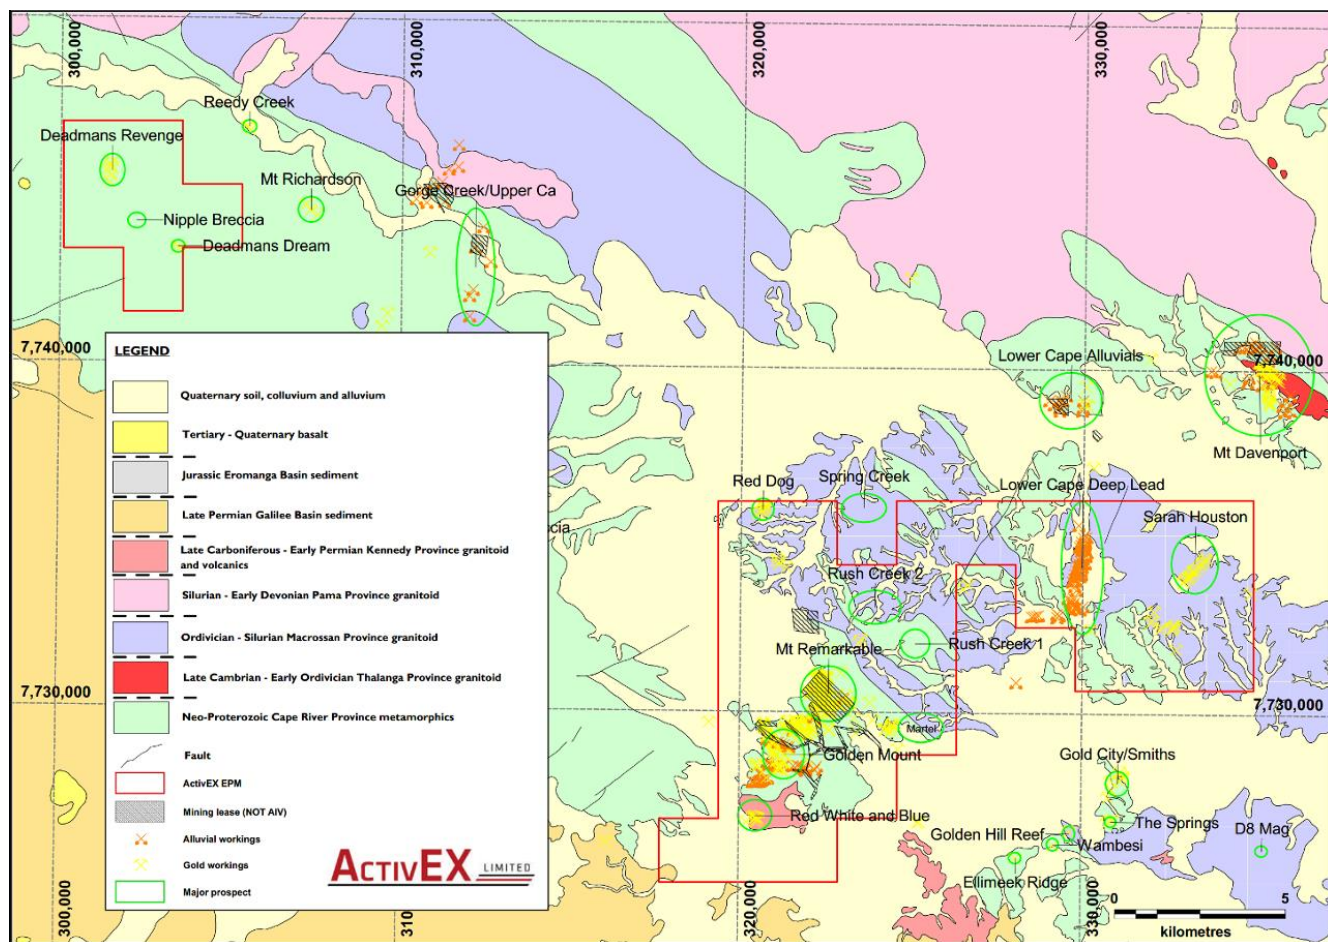 300,000
310,000
320,000
330,000
Reedy Creek
Deadmans Revenge
Mt Richardson
Gorge Creek/Upper Ca
Nipple Breccia
Deadmans Dream
7,740,000
Lower Cape Alluvials
7,740,000
Mt Davenport
Red Dog
Spring Creek
Lower Cape Deep Lead
Sarah Houston
ccia
Rush Creek 2
Mt Remarkable
Rush Creek 1
7,730,000
7,730,000
Martel
Golden Mount
Gold City/Smiths
Red White and Blue
The Springs
D8 Mag
Golden Hill Reef
Wambesi
Ellimeek Ridge
LEGEND
Quaternary soil, colluvium and alluvium
Tertiary - Quaternary basalt
Jurassic Eromanga Basin sediment
Late Permian Galilee Basin sediment
Late Carboniferous - Early Permian Kennedy Province granitoid
and volcanics
Silurian - Early Devonian Pama Province granitoid
Ordivician - Silurian Macrossan Province granitoid
Late Cambrian - Early Ordivician Thalanga Province granitoid
Neo-Proterozoic Cape River Province metamorphics
Fault
ActivEX EPM
Mining lease (NOT AIV)
Alluvial workings
Gold workings
Major prospect
ACTIVEX LIMITED
300,000
310
320,000
330,000
0 5
kilometres